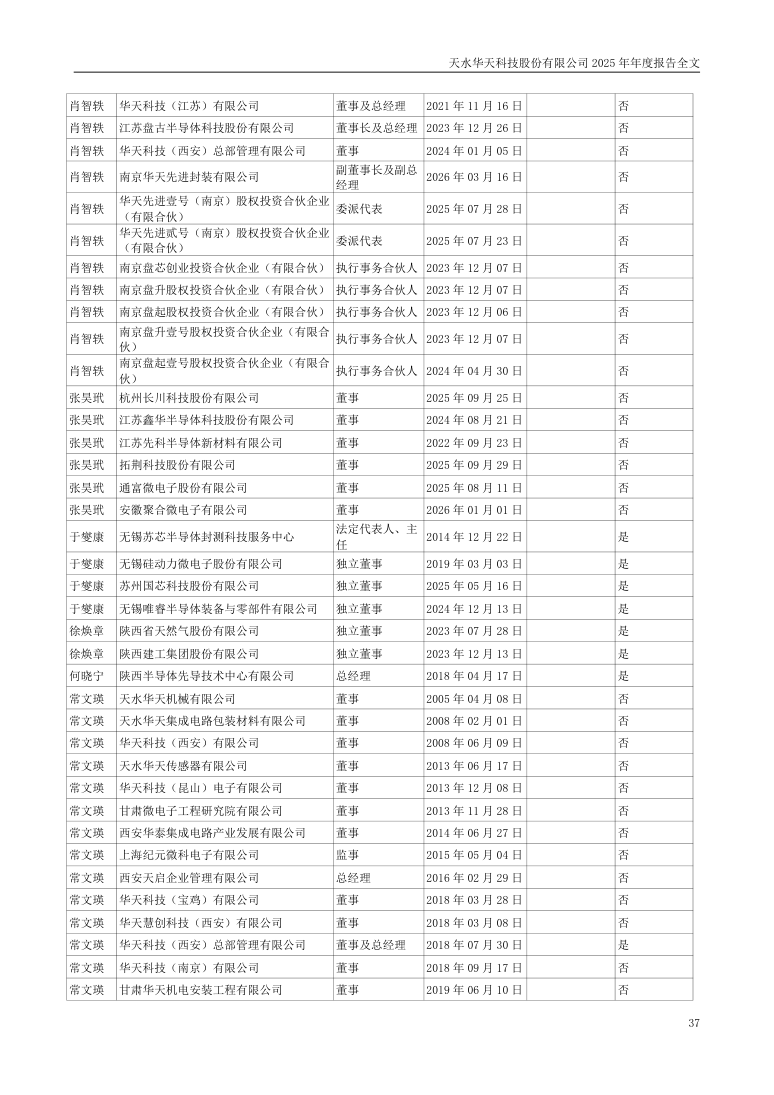 天水华天科技股份有限公司 2025 年年度报告全文
肖智轶 华天科技（江苏）有限公司 董事及总经理 2021 年 11 月 16 日 否
肖智轶 江苏盘古半导体科技股份有限公司 董事长及总经理 2023 年 12 月 26 日 否
肖智轶 华天科技（西安）总部管理有限公司 董事 2024 年 01 月 05 日 否
肖智轶 南京华天先进封装有限公司 副董事长及副总
经理 2026 年 03 月 16 日 否
肖智轶 华天先进壹号（南京）股权投资合伙企业
（有限合伙） 委派代表 2025 年 07 月 28 日 否
肖智轶 华天先进贰号（南京）股权投资合伙企业
（有限合伙） 委派代表 2025 年 07 月 23 日 否
肖智轶 南京盘芯创业投资合伙企业（有限合伙） 执行事务合伙人 2023 年 12 月 07 日 否
肖智轶 南京盘升股权投资合伙企业（有限合伙） 执行事务合伙人 2023 年 12 月 07 日 否
肖智轶 南京盘起股权投资合伙企业（有限合伙） 执行事务合伙人 2023 年 12 月 06 日 否
肖智轶 南京盘升壹号股权投资合伙企业（有限合
伙） 执行事务合伙人 2023 年 12 月 07 日 否
肖智轶 南京盘起壹号股权投资合伙企业（有限合
伙） 执行事务合伙人 2024 年 04 月 30 日 否
张昊玳 杭州长川科技股份有限公司 董事 2025 年 09 月 25 日 否
张昊玳 江苏鑫华半导体科技股份有限公司 董事 2024 年 08 月 21 日 否
张昊玳 江苏先科半导体新材料有限公司 董事 2022 年 09 月 23 日 否
张昊玳 拓荆科技股份有限公司 董事 2025 年 09 月 29 日 否
张昊玳 通富微电子股份有限公司 董事 2025 年 08 月 11 日 否
张昊玳 安徽聚合微电子有限公司 董事 2026 年 01 月 01 日 否
于燮康 无锡苏芯半导体封测科技服务中心 法定代表人、主
任 2014 年 12 月 22 日 是
于燮康 无锡硅动力微电子股份有限公司 独立董事 2019 年 03 月 03 日 是
于燮康 苏州国芯科技股份有限公司 独立董事 2025 年 05 月 16 日 是
于燮康 无锡唯睿半导体装备与零部件有限公司 独立董事 2024 年 12 月 13 日 是
徐焕章 陕西省天然气股份有限公司 独立董事 2023 年 07 月 28 日 是
徐焕章 陕西建工集团股份有限公司 独立董事 2023 年 12 月 13 日 是
何晓宁 陕西半导体先导技术中心有限公司 总经理 2018 年 04 月 17 日 是
常文瑛 天水华天机械有限公司 董事 2005 年 04 月 08 日 否
常文瑛 天水华天集成电路包装材料有限公司 董事 2008 年 02 月 01 日 否
常文瑛 华天科技（西安）有限公司 董事 2008 年 06 月 09 日 否
常文瑛 天水华天传感器有限公司 董事 2013 年 06 月 17 日 否
常文瑛 华天科技（昆山）电子有限公司 董事 2013 年 12 月 08 日 否
常文瑛 甘肃微电子工程研究院有限公司 董事 2013 年 11 月 28 日 否
常文瑛 西安华泰集成电路产业发展有限公司 董事 2014 年 06 月 27 日 否
常文瑛 上海纪元微科电子有限公司 监事 2015 年 05 月 04 日 否
常文瑛 西安天启企业管理有限公司 总经理 2016 年 02 月 29 日 否
常文瑛 华天科技（宝鸡）有限公司 董事 2018 年 03 月 28 日 否
常文瑛 华天慧创科技（西安）有限公司 董事 2018 年 03 月 08 日 否
常文瑛 华天科技（西安）总部管理有限公司 董事及总经理 2018 年 07 月 30 日 是
常文瑛 华天科技（南京）有限公司 董事 2018 年 09 月 17 日 否
常文瑛 甘肃华天机电安装工程有限公司 董事 2019 年 06 月 10 日 否
37